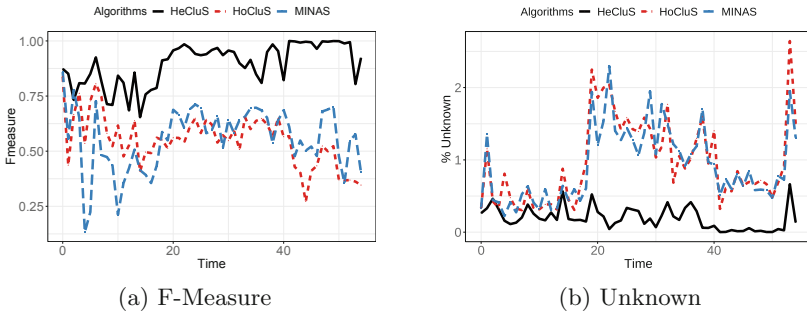 Algorithms HeCluS HoCluS MINAS
1.00
0.75
0.50
0.25
Fmeasure
0 20 40
Time
(a) F-Measure
Algorithms HeCluS HoCluS MINAS
2
1
0
% Unknown
0 20 40
Time
(b) Unknown